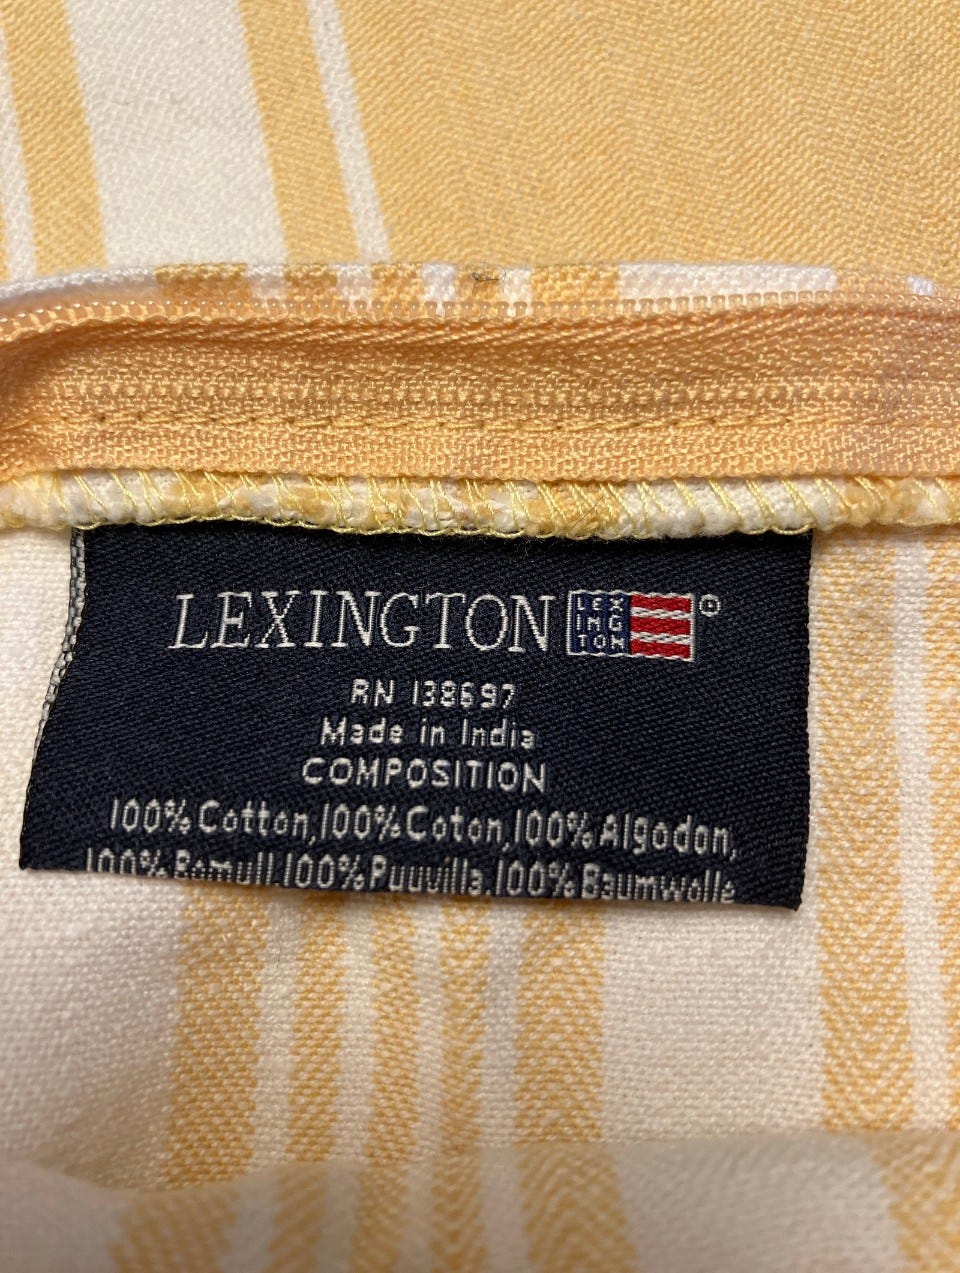 LEXINGTON LEX ING TON
RN 138697
Made in India
COMPOSITION
100% Cotton, 100% Coton, 100% Algodon,
100% Bomull, 100% Puuvilla, 100% Baumwolle